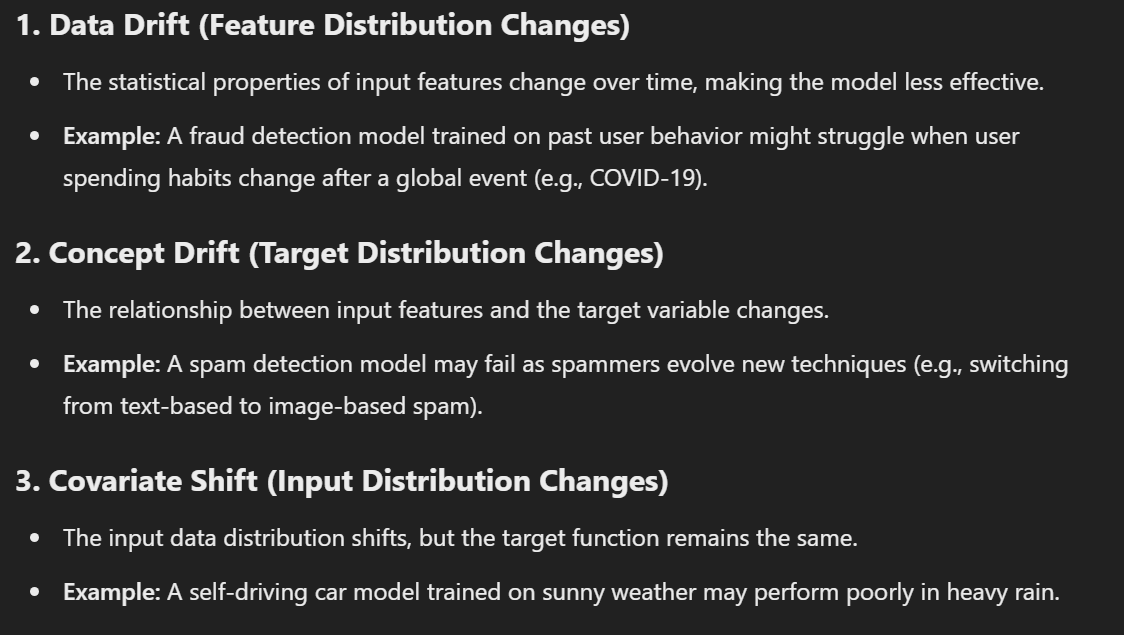 1. Data Drift (Feature Distribution Changes)
• The statistical properties of input features change over time, making the model less effective.
• Example: A fraud detection model trained on past user behavior might struggle when user
spending habits change after a global event (e.g., COVID-19).
2. Concept Drift (Target Distribution Changes)
• The relationship between input features and the target variable changes.
• Example: A spam detection model may fail as spammers evolve new techniques (e.g., switching
from text-based to image-based spam).
3. Covariate Shift (Input Distribution Changes)
• The input data distribution shifts, but the target function remains the same.
• Example: A self-driving car model trained on sunny weather may perform poorly in heavy rain.